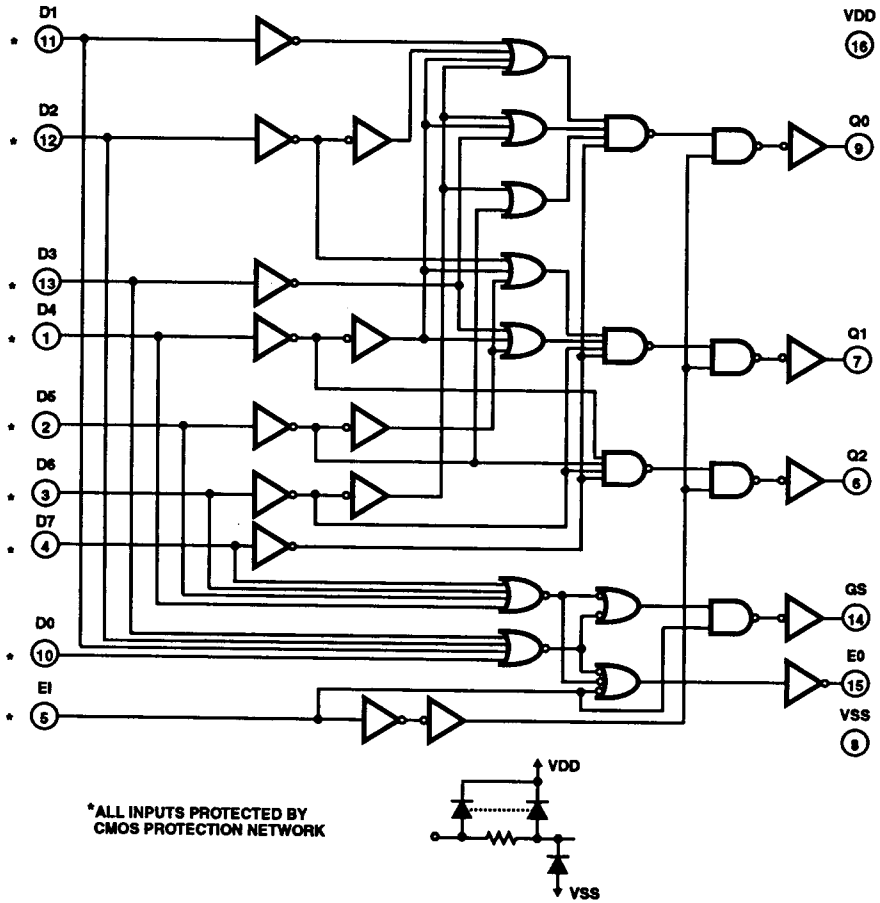 D1
* 11
VDD
16
D2
* 12
Q0
9
D3
* 13
D4
* 1
Q1
7
D5
* 2
D6
* 3
Q2
6
D7
* 4
QS
14
D0
* 10
E0
15
EI
* 5
VSS
8
VDD
*ALL INPUTS PROTECTED BY
CMOS PROTECTION NETWORK
VSS